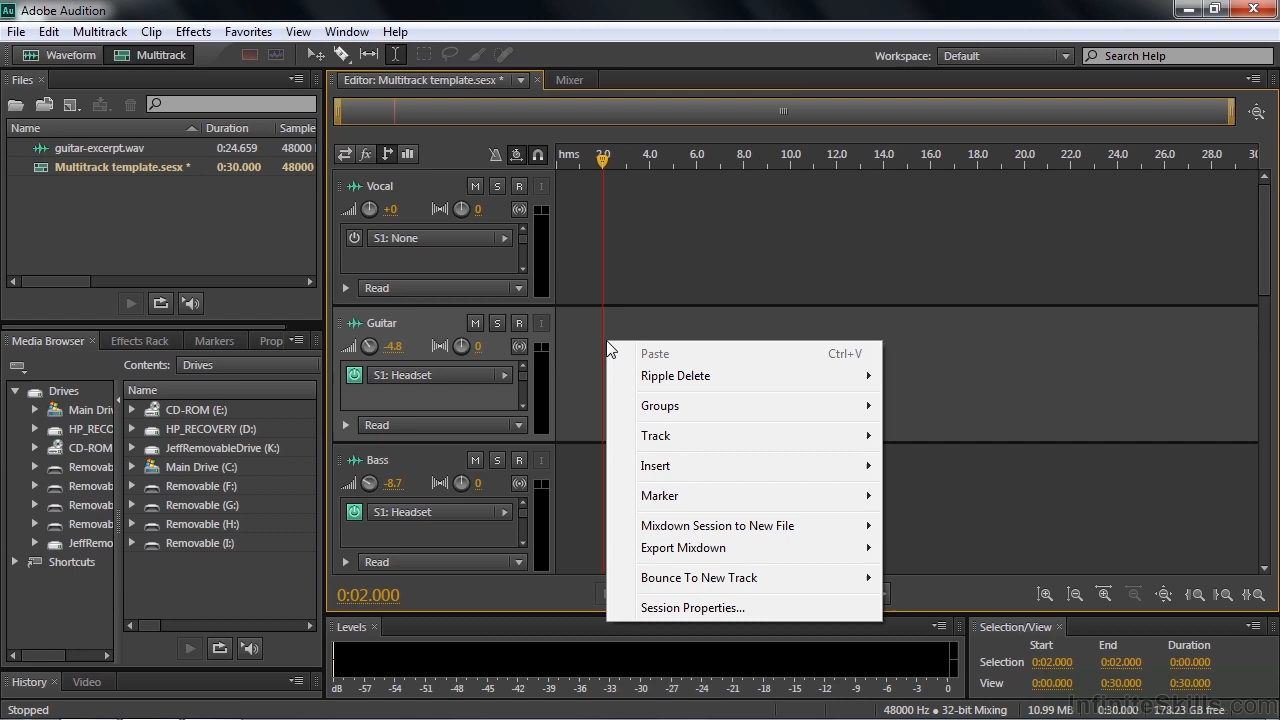 Au Adobe Audition
File Edit Multitrack Clip Effects Favorites View Window Help
Waveform Multitrack Workspace: Default Search Help
Files × Editor: Multitrack template.sesx * × Mixer
Name Duration Sample
guitar-excerpt.wav 0:24.659 48000
Multitrack template.sesx * 0:30.000 48000
fx hms 2.0 4.0 6.0 8.0 10.0 12.0 14.0 16.0 18.0 20.0 22.0 24.0 26.0 28.0 30
Vocal M S R I
+0 0
S1: None
Read
Guitar M S R I
-4.8 0
S1: Headset
Read
Bass M S R I
-8.7 0
S1: Headset
Read
0:02.000
Paste Ctrl+V
Ripple Delete
Groups
Track
Insert
Marker
Mixdown Session to New File
Export Mixdown
Bounce To New Track
Session Properties...
Media Browser × Effects Rack Markers Prop
Contents: Drives
Drives
Main Driv
HP_RECO
CD-ROM
Removab
Removab
Removab
Removab
JeffRemo
Shortcuts
Name
CD-ROM (E:)
HP_RECOVERY (D:)
JeffRemovableDrive (K:)
Main Drive (C:)
Removable (F:)
Removable (G:)
Removable (H:)
Removable (I:)
History × Video
Levels ×
dB -57 -54 -51 -48 -45 -42 -39 -36 -33 -30 -27 -24 -21 -18 -15 -12 -9 -6 -3 0
Selection/View ×
Start End Duration
Selection 0:02.000 0:02.000 0:00.000
View 0:00.000 0:30.000 0:30.000
Stopped 48000 Hz • 32-bit Mixing 10.99 MB 0:30.000 178.23 GB free
InfiniteSkills.com